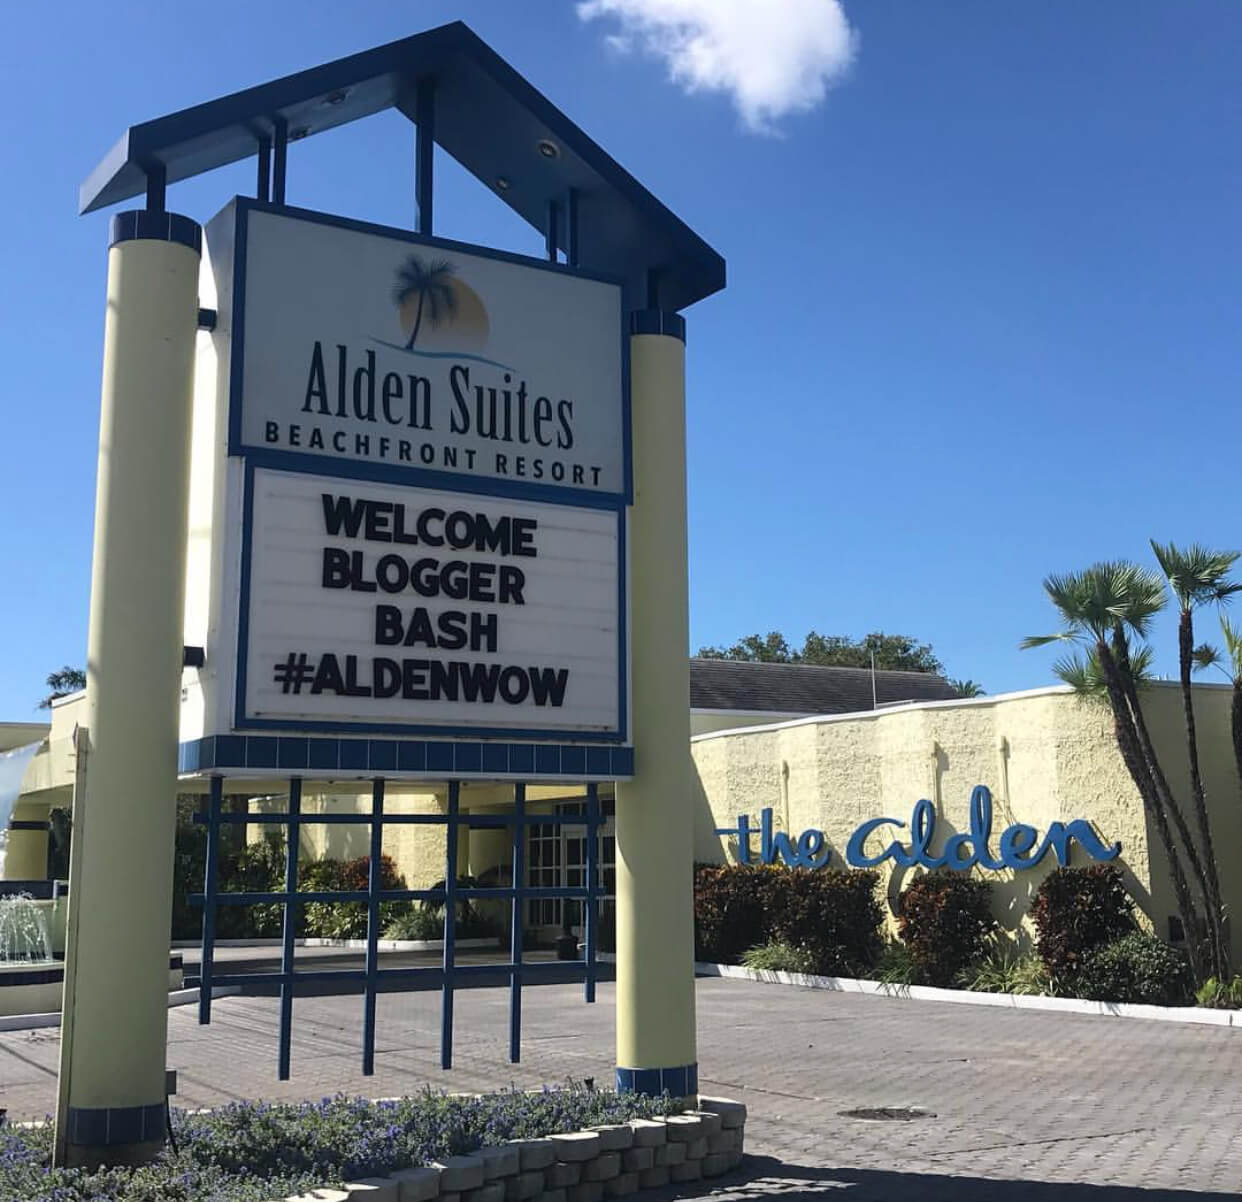 Alden Suites
BEACHFRONT RESORT
WELCOME
BLOGGER
BASH
#ALDENWOW
the alden